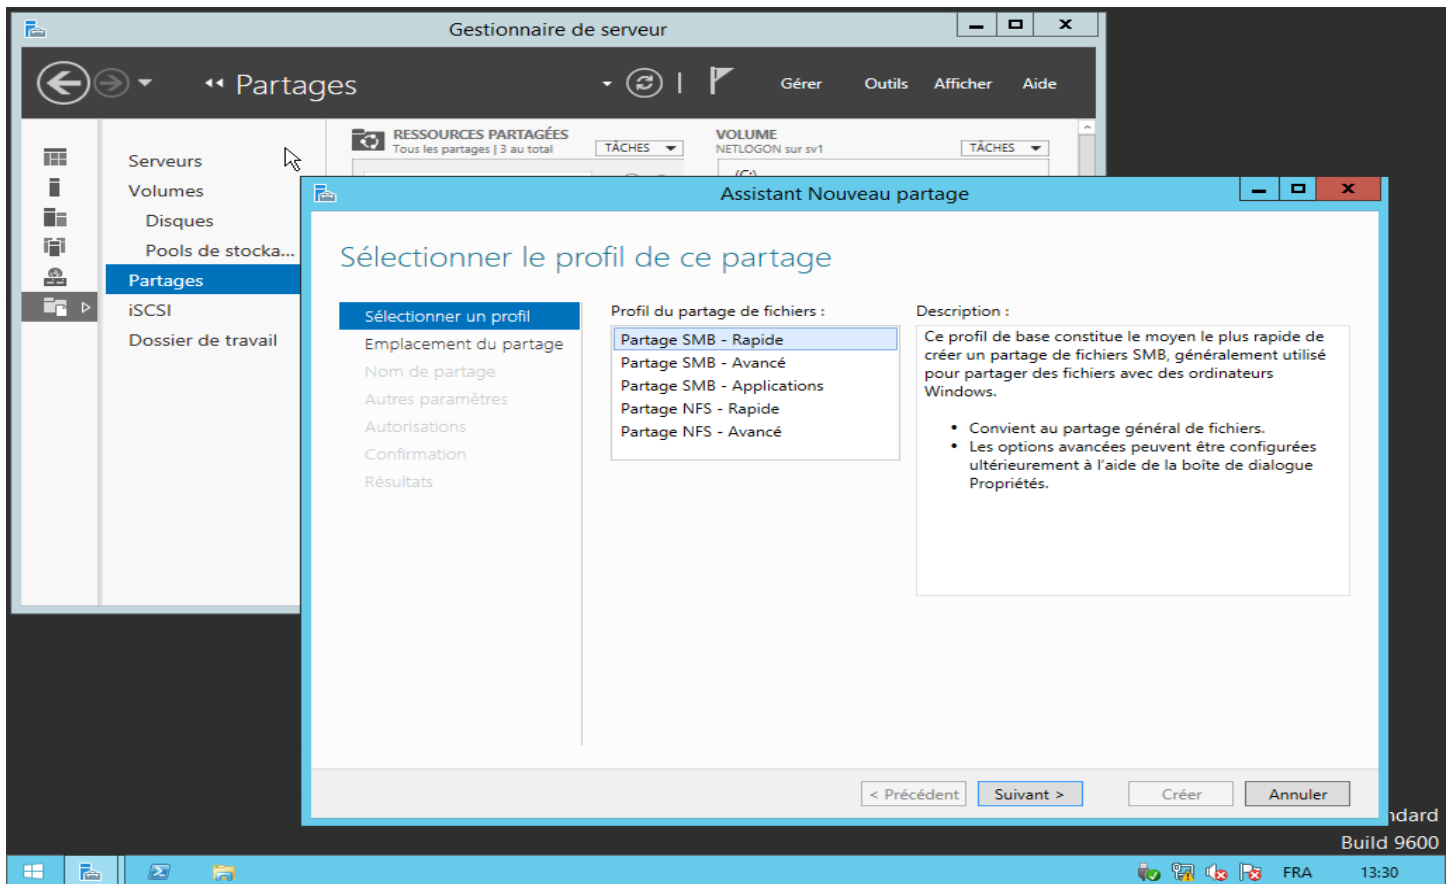 Gestionnaire de serveur
Partages
Gérer
Outils
Afficher
Aide
Serveurs
Volumes
Disques
Pools de stocka...
Partages
iSCSI
Dossier de travail
RESSOURCES PARTAGÉES
Tous les partages | 3 au total
TÂCHES
VOLUME
NETLOGON sur sv1
TÂCHES
(C:)
Assistant Nouveau partage
Sélectionner le profil de ce partage
Sélectionner un profil
Emplacement du partage
Nom de partage
Autres paramètres
Autorisations
Confirmation
Résultats
Profil du partage de fichiers :
Partage SMB - Rapide
Partage SMB - Avancé
Partage SMB - Applications
Partage NFS - Rapide
Partage NFS - Avancé
Description :
Ce profil de base constitue le moyen le plus rapide de
créer un partage de fichiers SMB, généralement utilisé
pour partager des fichiers avec des ordinateurs
Windows.
• Convient au partage général de fichiers.
• Les options avancées peuvent être configurées
ultérieurement à l'aide de la boîte de dialogue
Propriétés.
< Précédent
Suivant >
Créer
Annuler
ndard
Build 9600
FRA
13:30